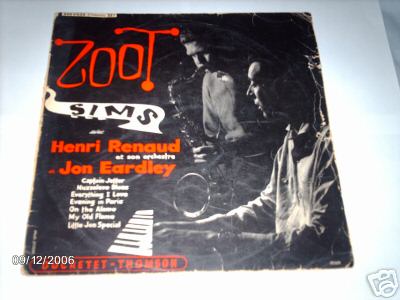 ZOOT
SIMS
avec
Henri Renaud
et son orchestre
et Jon Eardley
Captain Jetter
Nuzzolese Blues
Everything I Love
Evening in Paris
On the Alamo
My Old Flame
Little Jon Special
DUCRETET-THOMSON
09/12/2006